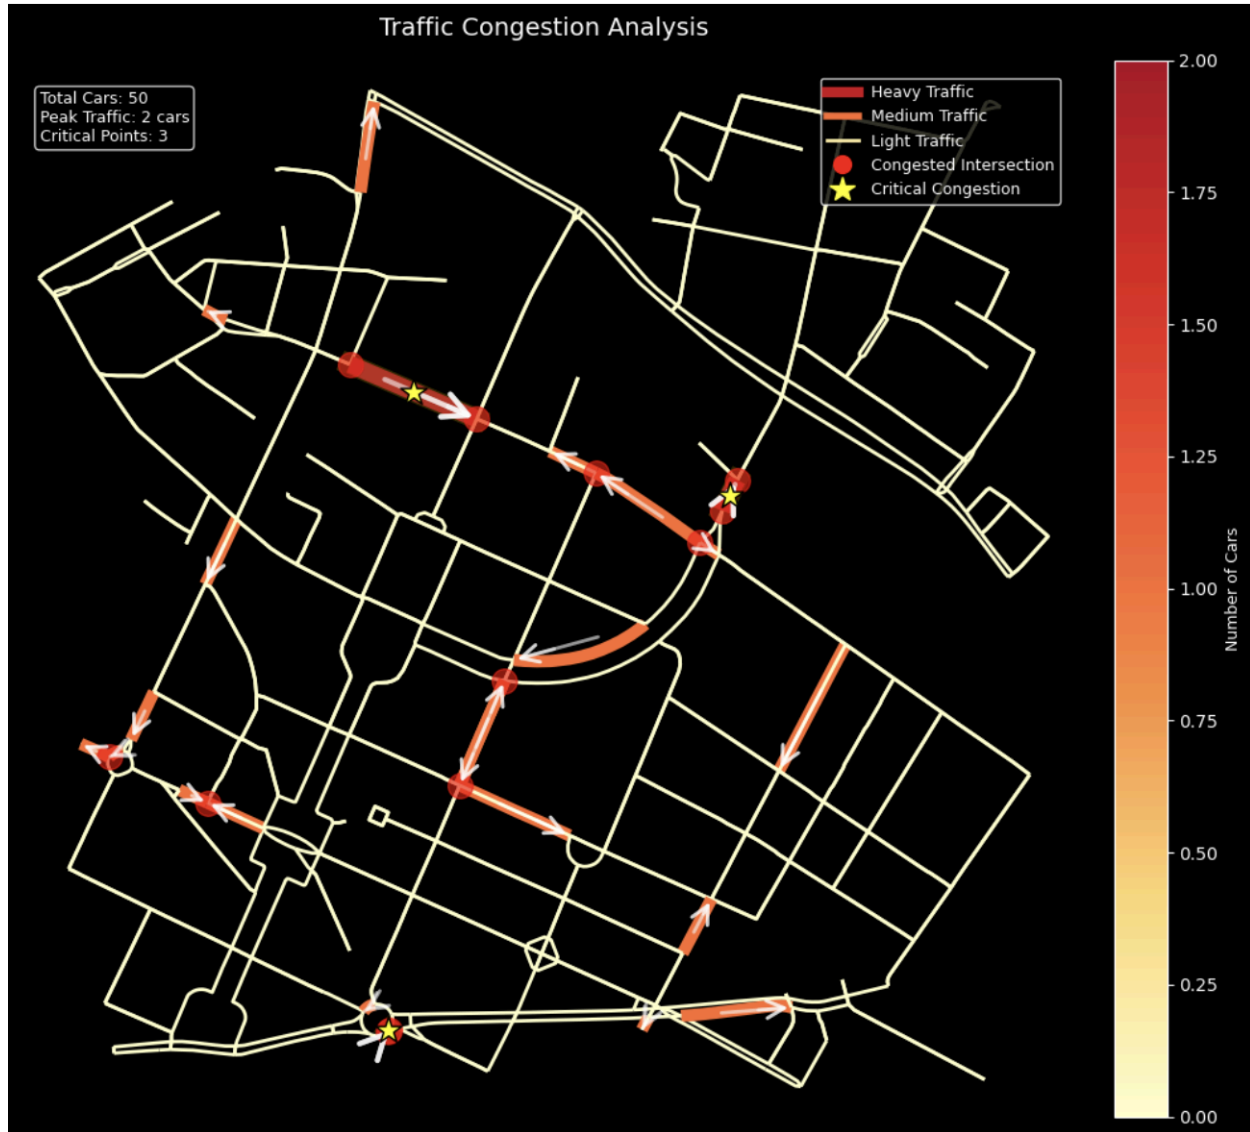 Traffic Congestion Analysis
Total Cars: 50
Peak Traffic: 2 cars
Critical Points: 3
Heavy Traffic
Medium Traffic
Light Traffic
Congested Intersection
Critical Congestion
2.00
1.75
1.50
1.25
1.00
0.75
0.50
0.25
0.00
Number of Cars